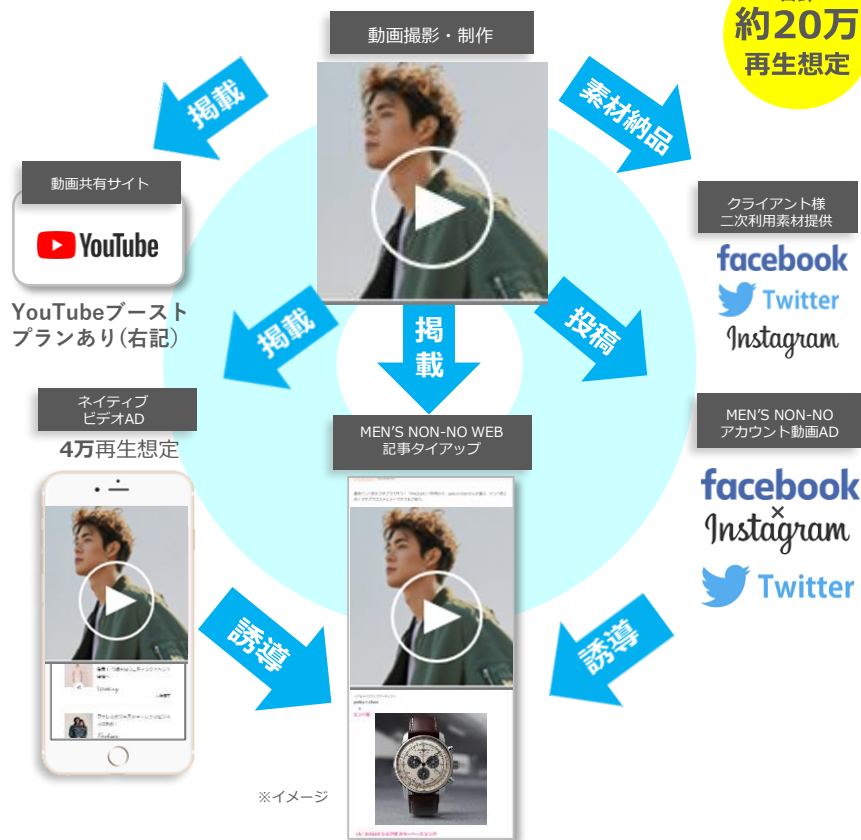 動画撮影・制作
約20万
再生想定
掲載
素材納品
動画共有サイト
YouTube
YouTubeブースト
プランあり(右記)
クライアント様
二次利用素材提供
facebook
Twitter
Instagram
掲載
掲載
投稿
ネイティブ
ビデオAD
4万再生想定
MEN'S NON-NO WEB
記事タイアップ
MEN'S NON-NO
アカウント動画AD
facebook
×
Instagram
Twitter
誘導
誘導
※イメージ